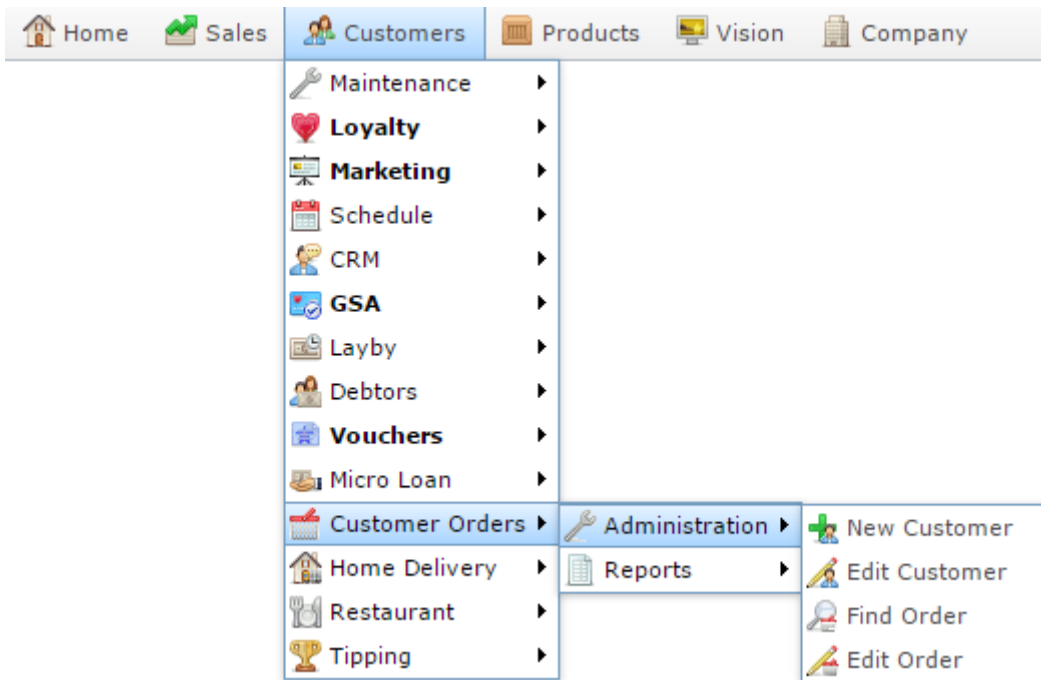 Home Sales Customers Products Vision Company
Maintenance
Loyalty
Marketing
Schedule
CRM
GSA
Layby
Debtors
Vouchers
Micro Loan
Customer Orders Administration New Customer
Home Delivery Reports Edit Customer
Restaurant Find Order
Tipping Edit Order